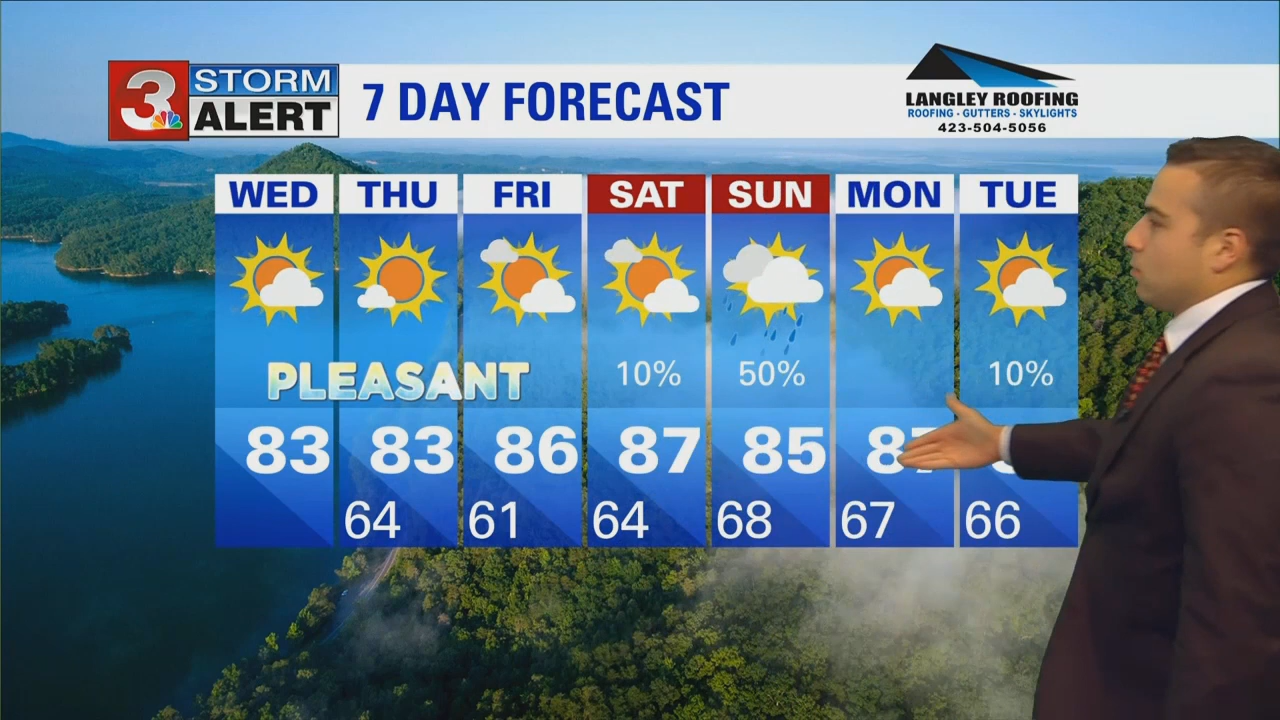 3 STORM ALERT
7 DAY FORECAST
LANGLEY ROOFING
ROOFING - GUTTERS - SKYLIGHTS
423-504-5056
WED THU FRI SAT SUN MON TUE
10% 50% 10%
PLEASANT
83 83 86 87 85 87
64 61 64 68 67 66